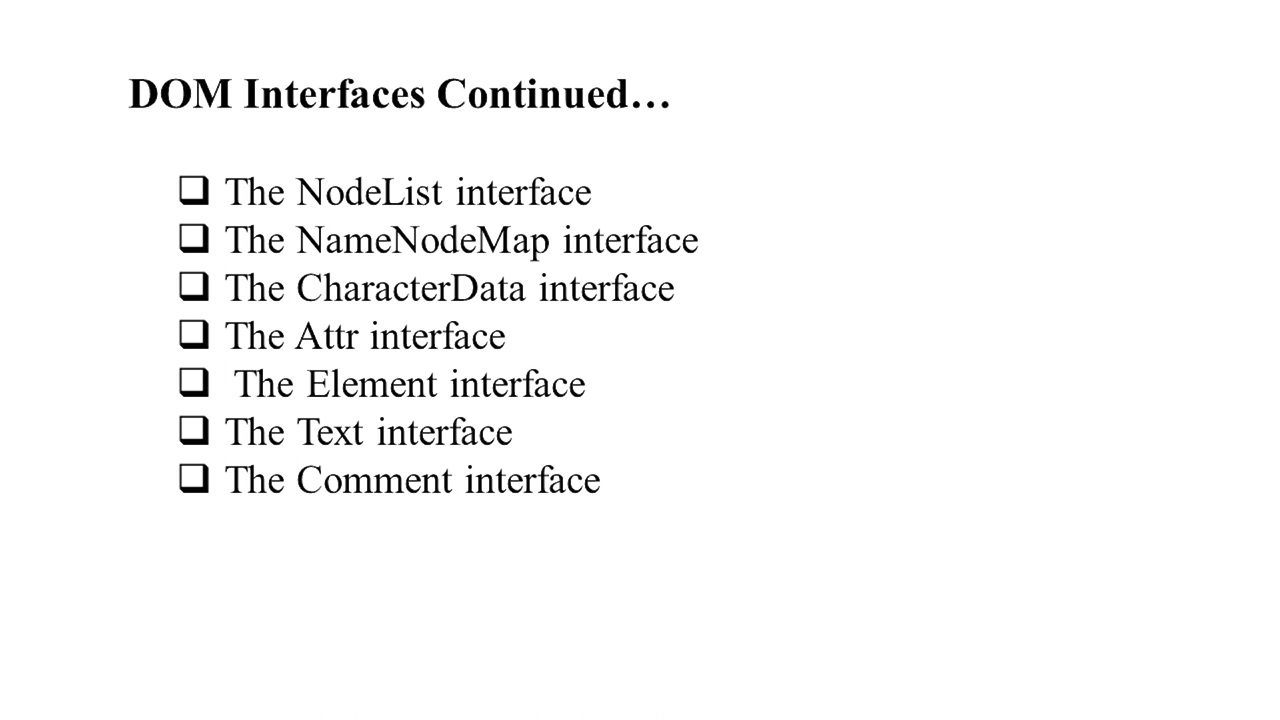 DOM Interfaces Continued…
❑ The NodeList interface
❑ The NameNodeMap interface
❑ The CharacterData interface
❑ The Attr interface
❑ The Element interface
❑ The Text interface
❑ The Comment interface